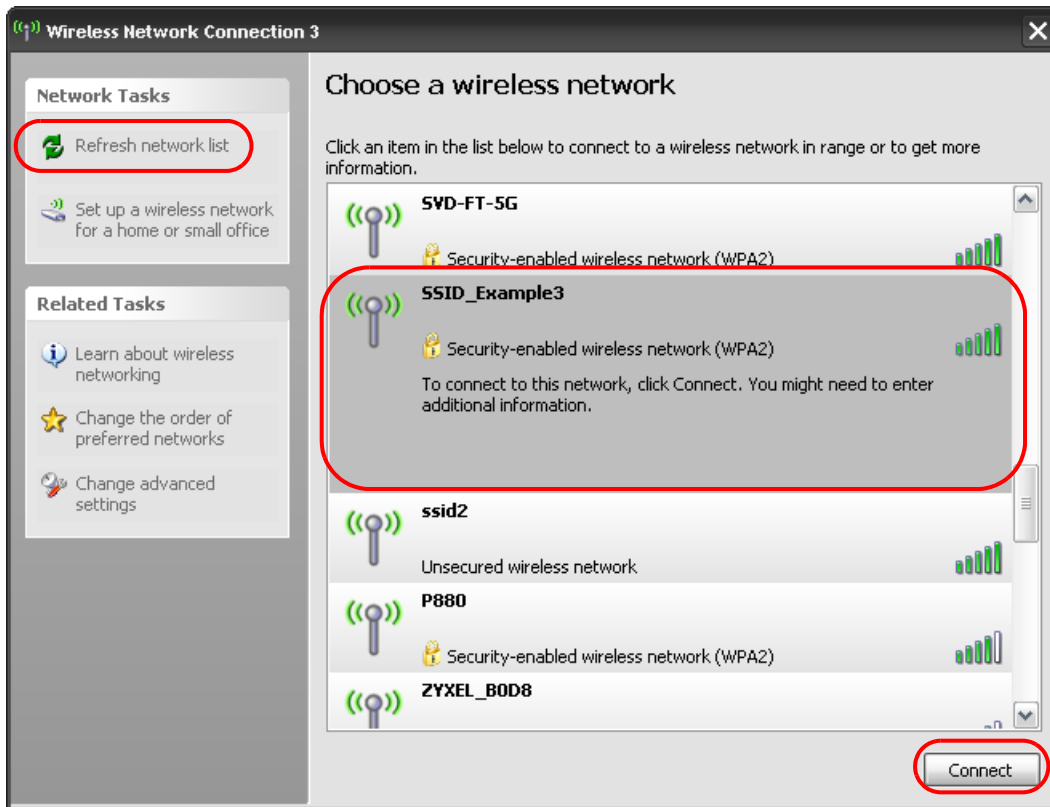 Wireless Network Connection 3
Network Tasks
Refresh network list
Set up a wireless network
for a home or small office
Related Tasks
Learn about wireless
networking
Change the order of
preferred networks
Change advanced
settings
Choose a wireless network
Click an item in the list below to connect to a wireless network in range or to get more
information.
SVD-FT-5G
Security-enabled wireless network (WPA2)
SSID_Example3
Security-enabled wireless network (WPA2)
To connect to this network, click Connect. You might need to enter
additional information.
ssid2
Unsecured wireless network
P880
Security-enabled wireless network (WPA2)
ZYXEL_B0D8
Connect